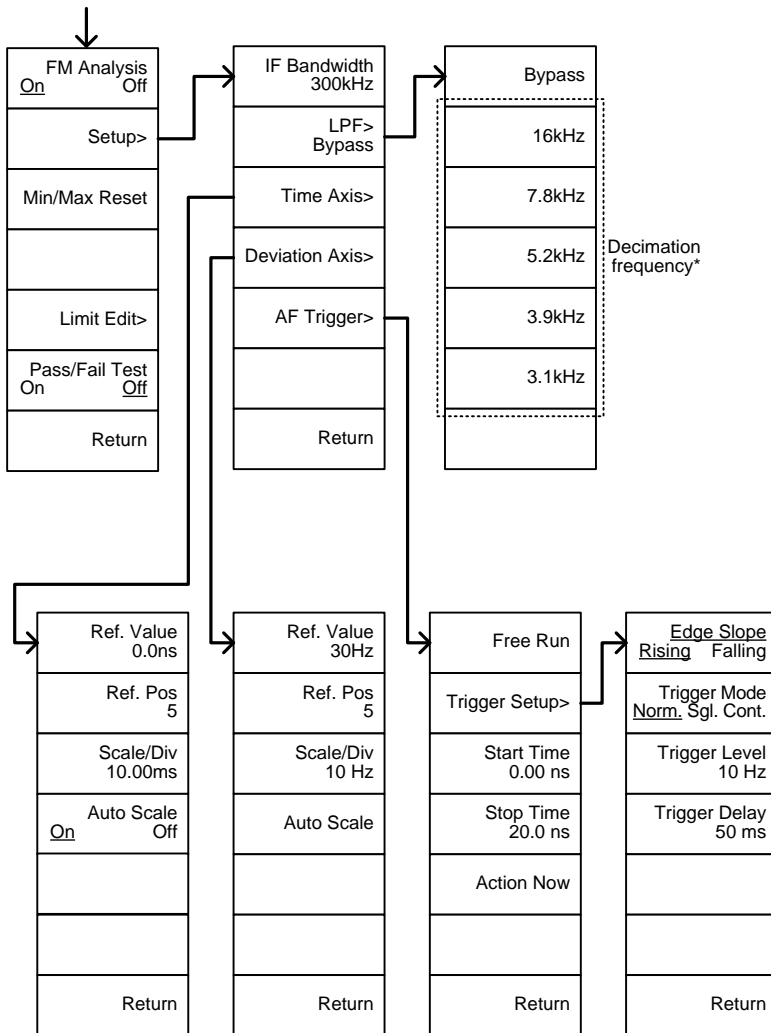 FM Analysis
On Off
Setup>
Min/Max Reset
Limit Edit>
Pass/Fail Test
On Off
Return
IF Bandwidth
300kHz
LPF>
Bypass
Time Axis>
Deviation Axis>
AF Trigger>
Return
Bypass
16kHz
7.8kHz
5.2kHz
3.9kHz
3.1kHz
Decimation
frequency*
Ref. Value
0.0ns
Ref. Pos
5
Scale/Div
10.00ms
Auto Scale
On Off
Return
Ref. Value
30Hz
Ref. Pos
5
Scale/Div
10 Hz
Auto Scale
Return
Free Run
Trigger Setup>
Start Time
0.00 ns
Stop Time
20.0 ns
Action Now
Return
Edge Slope
Rising Falling
Trigger Mode
Norm. Sgl. Cont.
Trigger Level
10 Hz
Trigger Delay
50 ms
Return